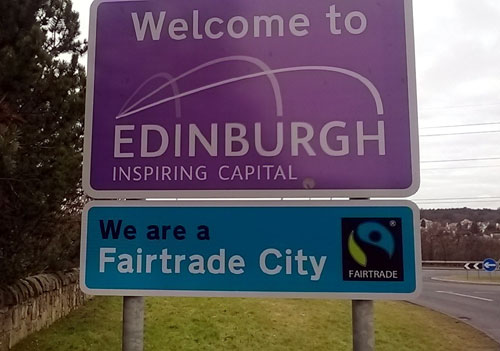 Welcome to
EDINBURGH
INSPIRING CAPITAL
We are a
Fairtrade City
®
FAIRTRADE